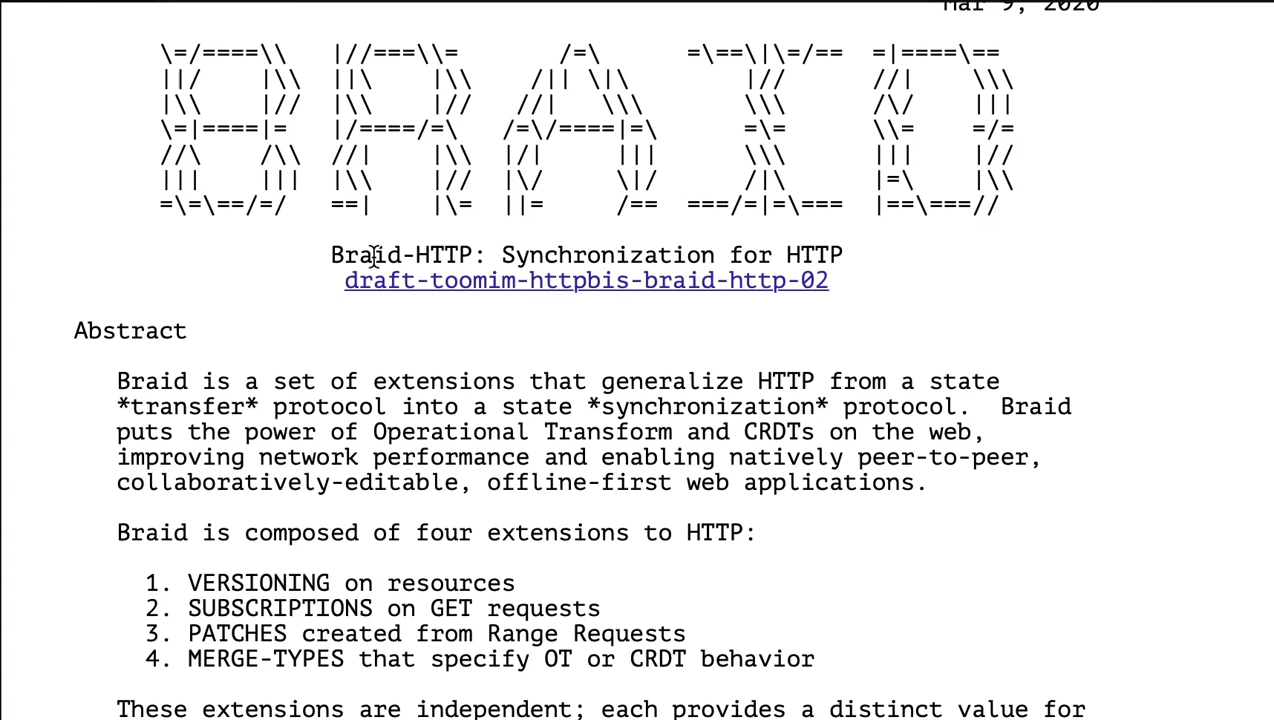 Mar 9, 2020
\=/====\\   |//===\\=       /=\      =\==\|\=/==  =|====\==
||/    |\\  ||\    |\\    /|| \|\        |//      //|    \\\
|\\    |//  |\\    |//   //|   \\\       \\\      /\/    |||
\=|====|=   |/====/=\   /=\/====|=\      =\=      \\=    =/=
//\    /\\  //|    |\\  |/|     |||      \\\      |||    |//
|||    |||  |\\    |//  |\/     \|/      /|\      |=\    |\\
=\=\==/=/   ==|    |\=  ||=     /==  ===/=|=\===  |==\===//
Braid-HTTP: Synchronization for HTTP
draft-toomim-httpbis-braid-http-02
Abstract
Braid is a set of extensions that generalize HTTP from a state
*transfer* protocol into a state *synchronization* protocol.  Braid
puts the power of Operational Transform and CRDTs on the web,
improving network performance and enabling natively peer-to-peer,
collaboratively-editable, offline-first web applications.
Braid is composed of four extensions to HTTP:
1. VERSIONING on resources
2. SUBSCRIPTIONS on GET requests
3. PATCHES created from Range Requests
4. MERGE-TYPES that specify OT or CRDT behavior
These extensions are independent; each provides a distinct value for